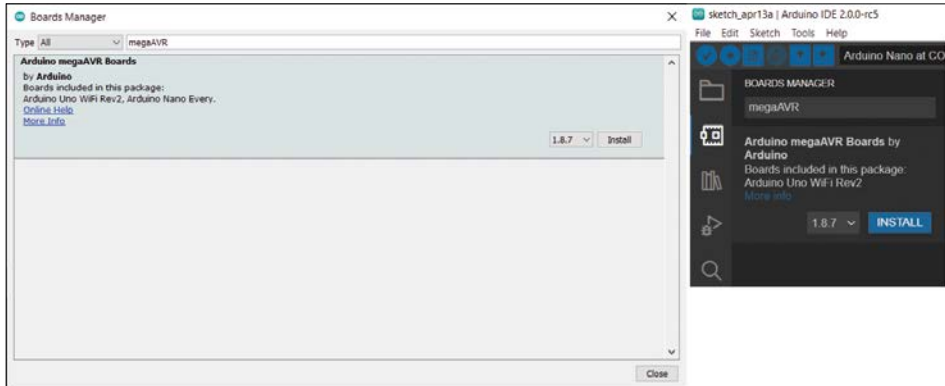 Boards Manager
Type All megaAVR
Arduino megaAVR Boards
by Arduino
Boards included in this package:
Arduino Uno WiFi Rev2, Arduino Nano Every.
Online Help
More Info
1.8.7 Install
Close
sketch_apr13a | Arduino IDE 2.0.0-rc5
File Edit Sketch Tools Help
Arduino Nano at CO
BOARDS MANAGER
megaAVR
Arduino megaAVR Boards by
Arduino
Boards included in this package:
Arduino Uno WiFi Rev2
More info
1.8.7 INSTALL